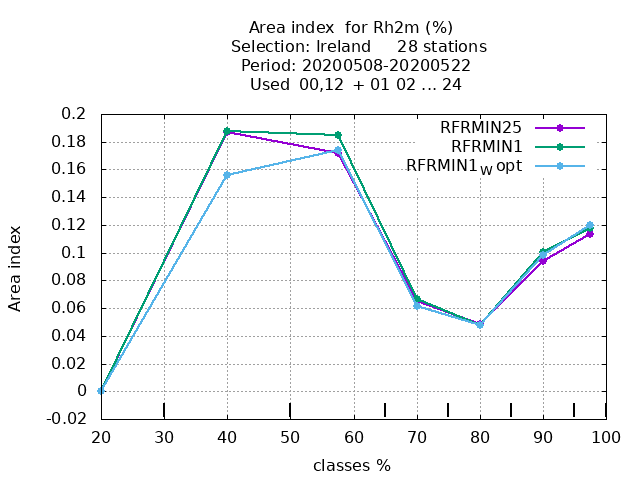 Area index  for Rh2m (%)
Selection: Ireland     28 stations
Period: 20200508-20200522
Used  00,12  + 01 02 ... 24
RFRMIN25
RFRMIN1
RFRMIN1W opt
Area index
0.2
0.18
0.16
0.14
0.12
0.1
0.08
0.06
0.04
0.02
0
-0.02
20 30 40 50 60 70 80 90 100
classes %